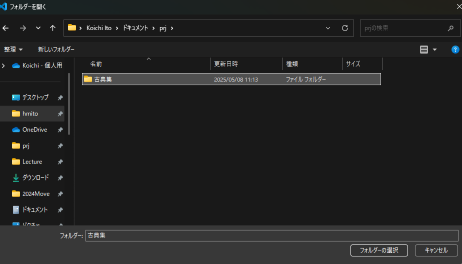 フォルダーを開く
Koichi Ito > ドキュメント > prj >
prjの検索
整理 新しいフォルダー
名前 更新日時 種類 サイズ
Koichi - 個人用
古典集 2025/05/08 11:13 ファイル フォルダー
デスクトップ
hmito
OneDrive
prj
Lecture
ダウンロード
2024Move
ドキュメント
ピクチャ
フォルダー: 古典集
フォルダーの選択 キャンセル